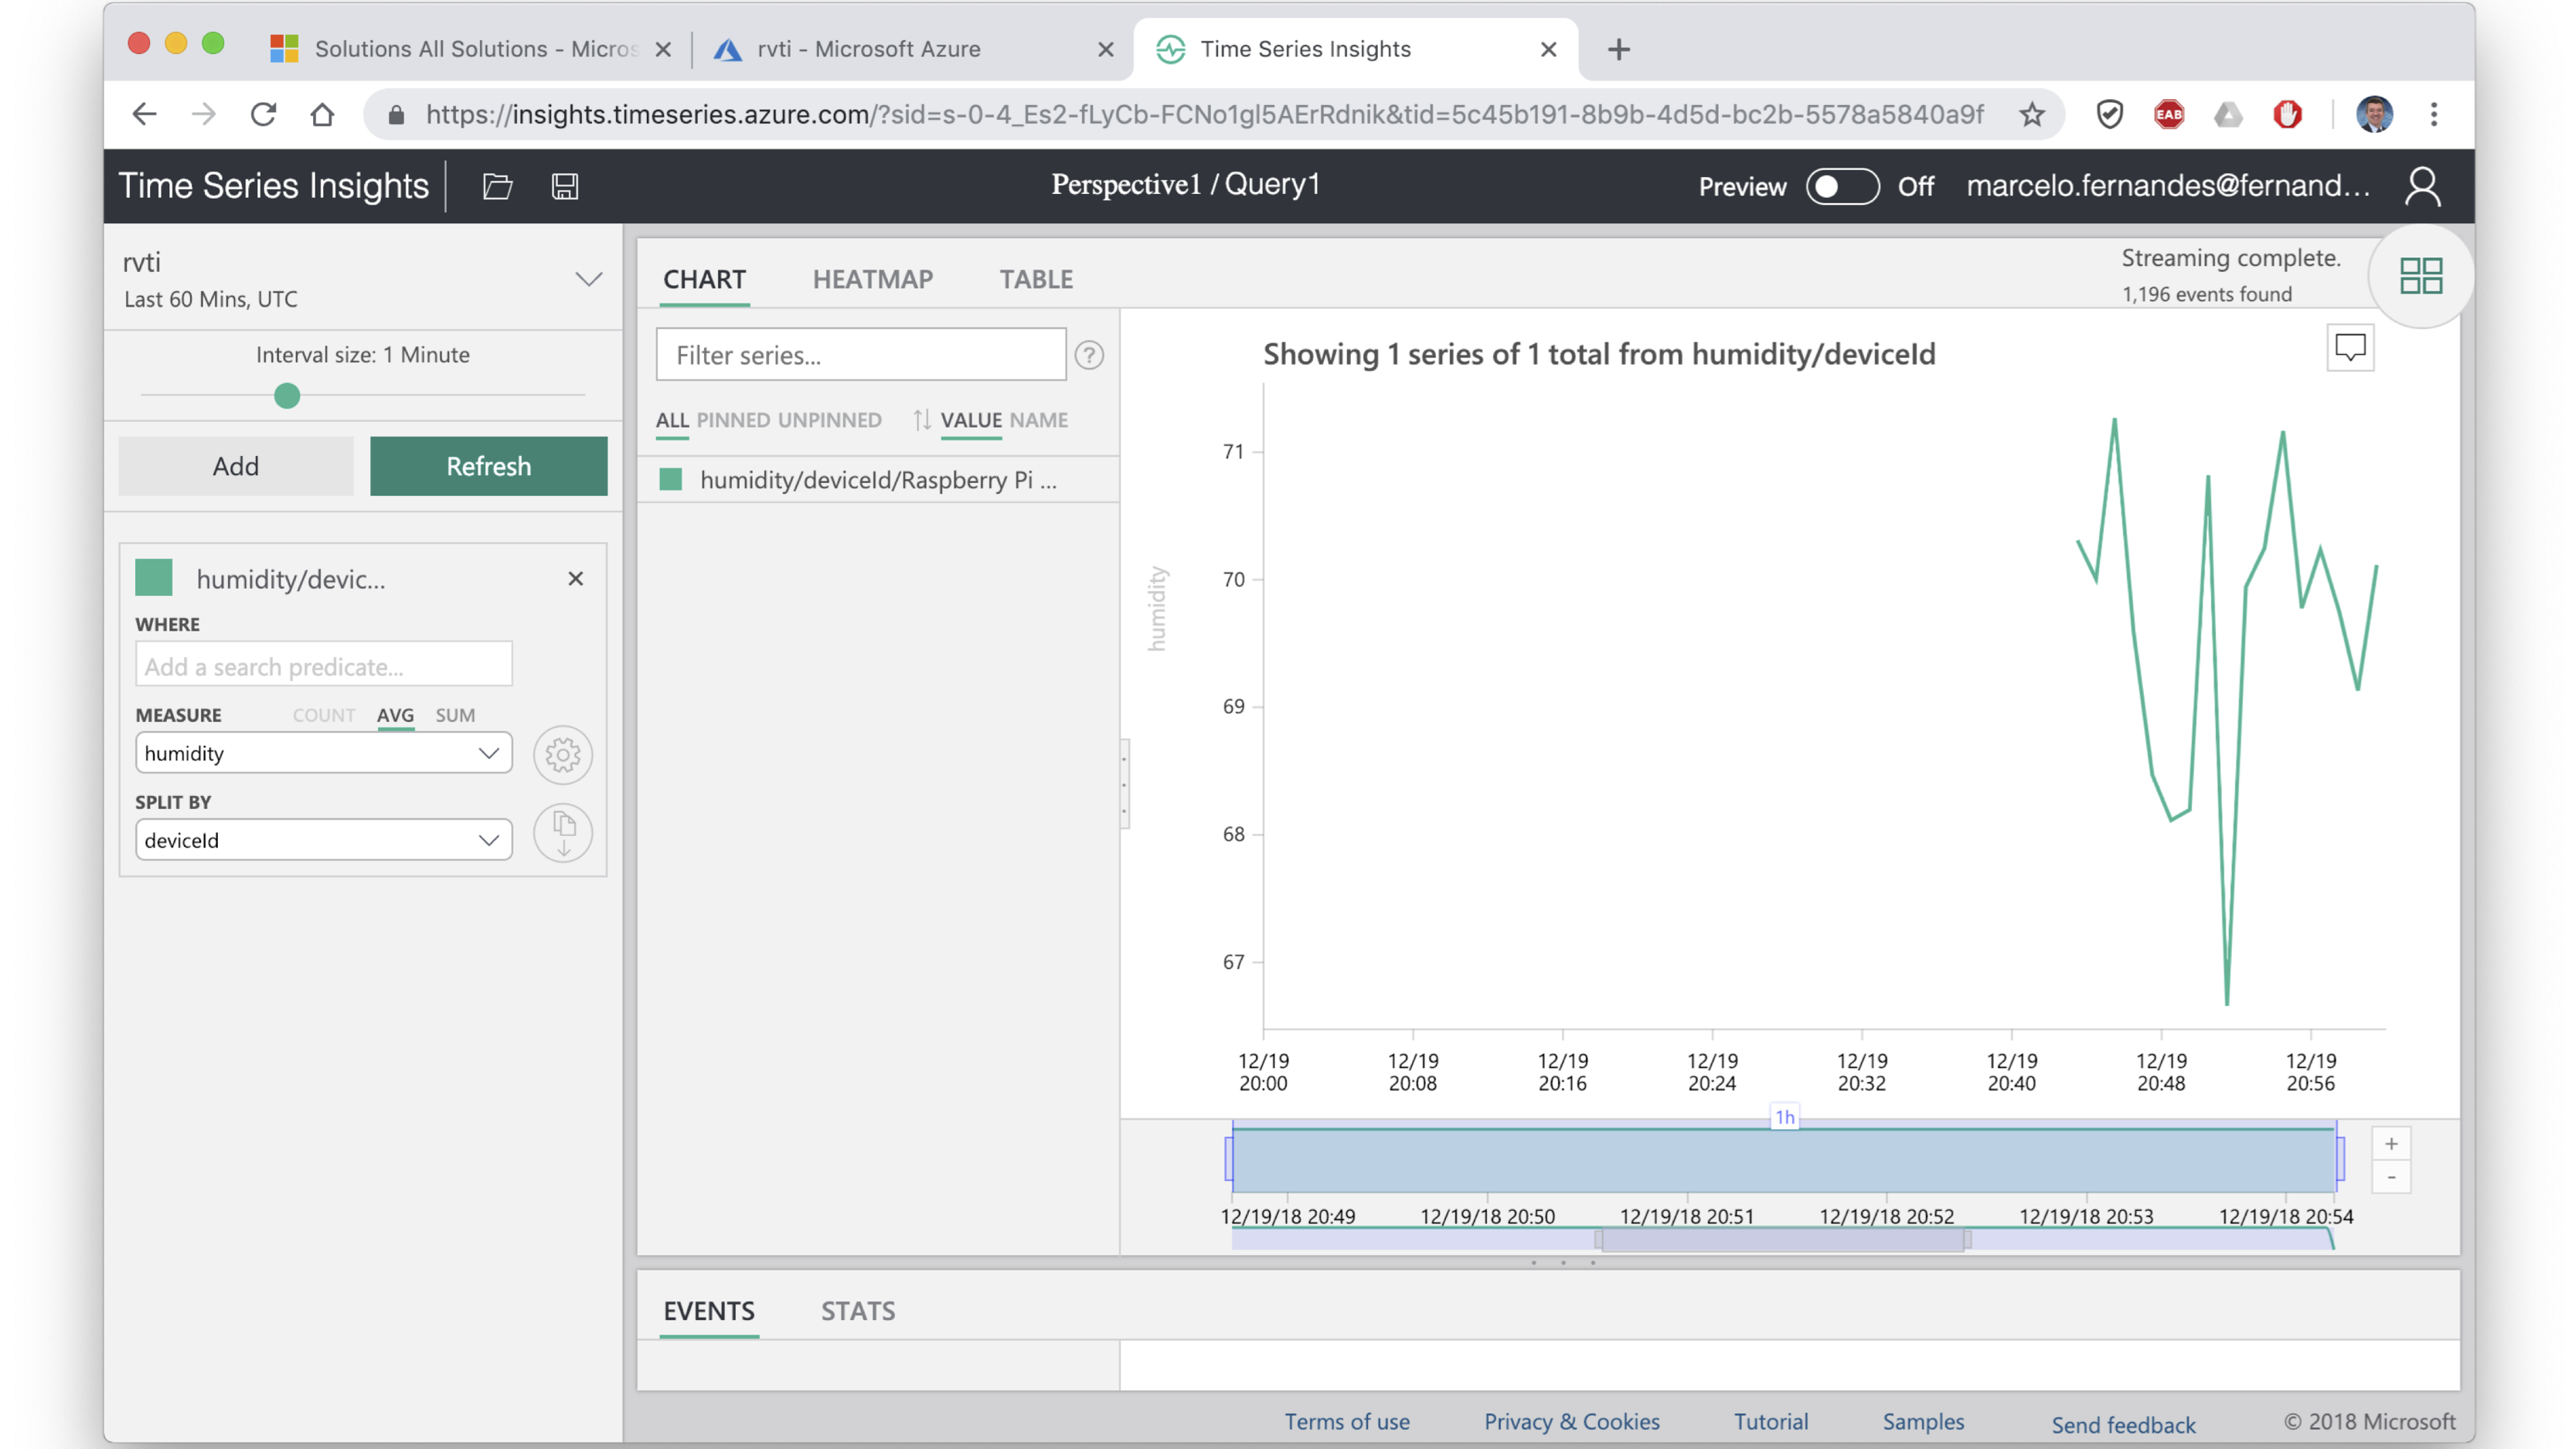 Solutions All Solutions - Micros
rvti - Microsoft Azure
Time Series Insights
https://insights.timeseries.azure.com/?sid=s-0-4_Es2-fLyCb-FCNo1gI5AErRdnik&tid=5c45b191-8b9b-4d5d-bc2b-5578a5840a9f
EAB
Time Series Insights
Perspective1 / Query1
Preview
Off
marcelo.fernandes@fernand...
rvti
Last 60 Mins, UTC
Interval size: 1 Minute
Add
Refresh
humidity/devic...
WHERE
Add a search predicate...
MEASURE COUNT AVG SUM
humidity
SPLIT BY
deviceId
CHART HEATMAP TABLE
Streaming complete.
1,196 events found
Filter series...
?
ALL PINNED UNPINNED VALUE NAME
humidity/deviceId/Raspberry Pi ...
Showing 1 series of 1 total from humidity/deviceId
humidity
71
70
69
68
67
12/19 12/19 12/19 12/19 12/19 12/19 12/19 12/19
20:00 20:08 20:16 20:24 20:32 20:40 20:48 20:56
1h
+
-
12/19/18 20:49 12/19/18 20:50 12/19/18 20:51 12/19/18 20:52 12/19/18 20:53 12/19/18 20:54
EVENTS STATS
Terms of use Privacy & Cookies Tutorial Samples Send feedback © 2018 Microsoft